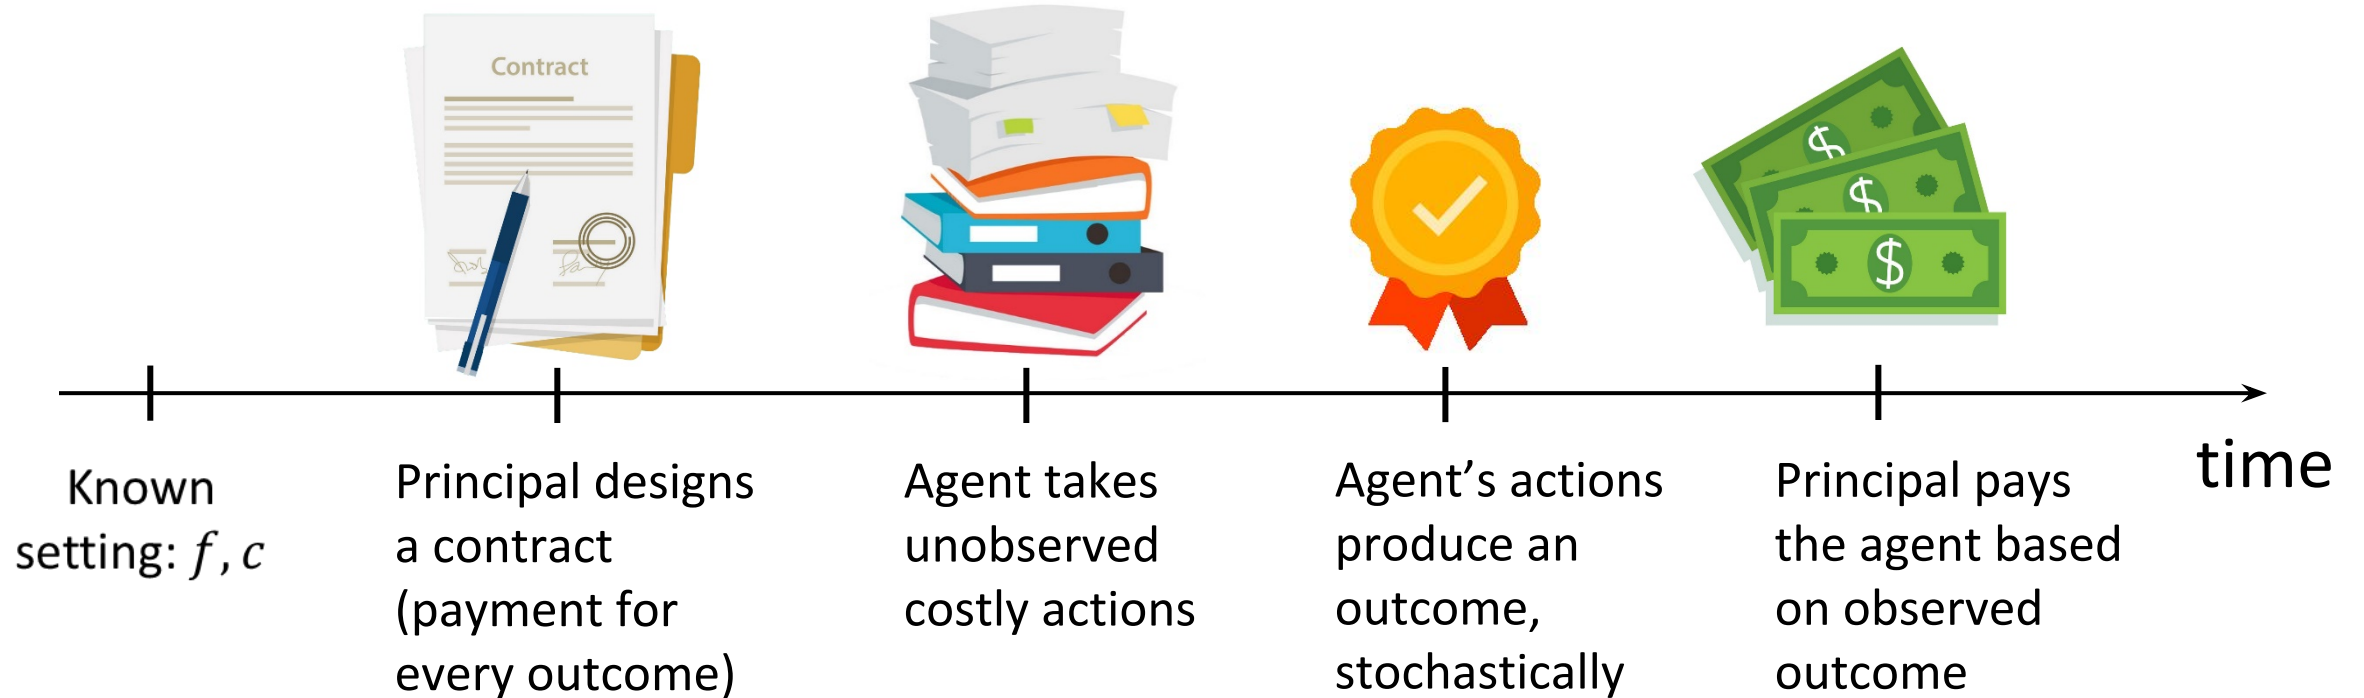 Contract
$
$
$
Known
setting: f, c
Principal designs
a contract
(payment for
every outcome)
Agent takes
unobserved
costly actions
Agent’s actions
produce an
outcome,
stochastically
Principal pays
the agent based
on observed
outcome
time